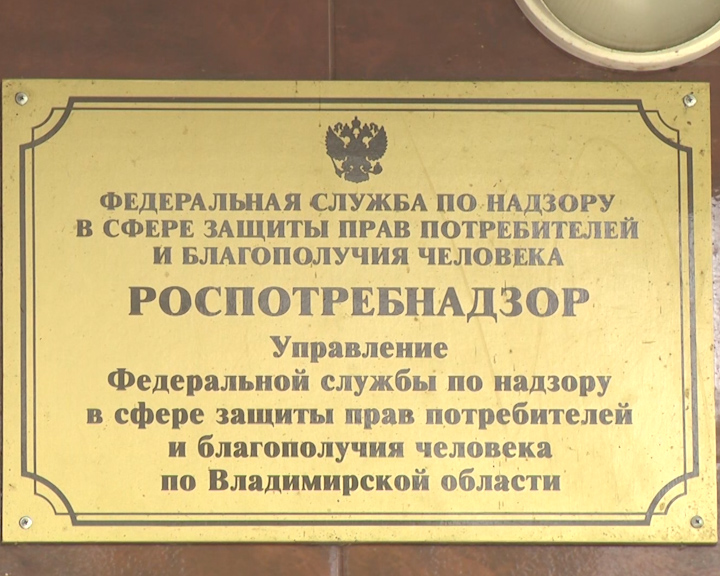 ФЕДЕРАЛЬНАЯ СЛУЖБА ПО НАДЗОРУ
В СФЕРЕ ЗАЩИТЫ ПРАВ ПОТРЕБИТЕЛЕЙ
И БЛАГОПОЛУЧИЯ ЧЕЛОВЕКА
РОСПОТРЕБНАДЗОР
Управление
Федеральной службы по надзору
в сфере защиты прав потребителей
и благополучия человека
по Владимирской области